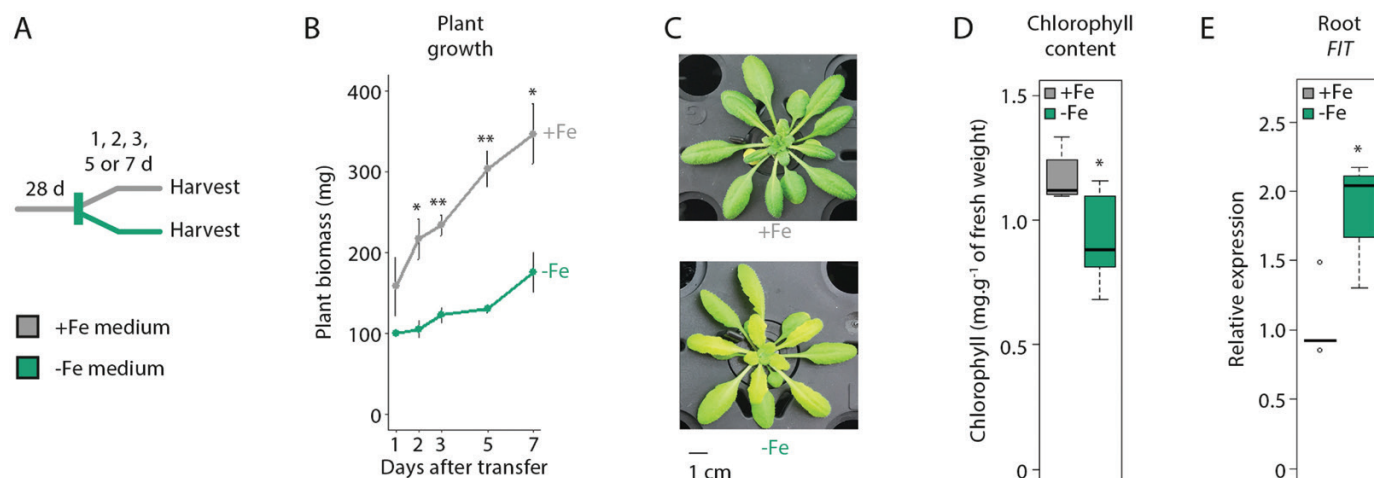 A
1, 2, 3,
5 or 7 d
28 d
Harvest
Harvest
+Fe medium
-Fe medium
B
Plant
growth
Plant biomass (mg)
400
300
200
100
0
*
**
**
*
+Fe
-Fe
1
2
3
5
7
Days after transfer
C
+Fe
-Fe
1 cm
D
Chlorophyll
content
Chlorophyll (mg.g⁻¹ of fresh weight)
1.5
1.0
0.5
0
+Fe
-Fe
*
E
Root
FIT
Relative expression
2.5
2.0
1.5
1.0
0.5
0
+Fe
-Fe
*